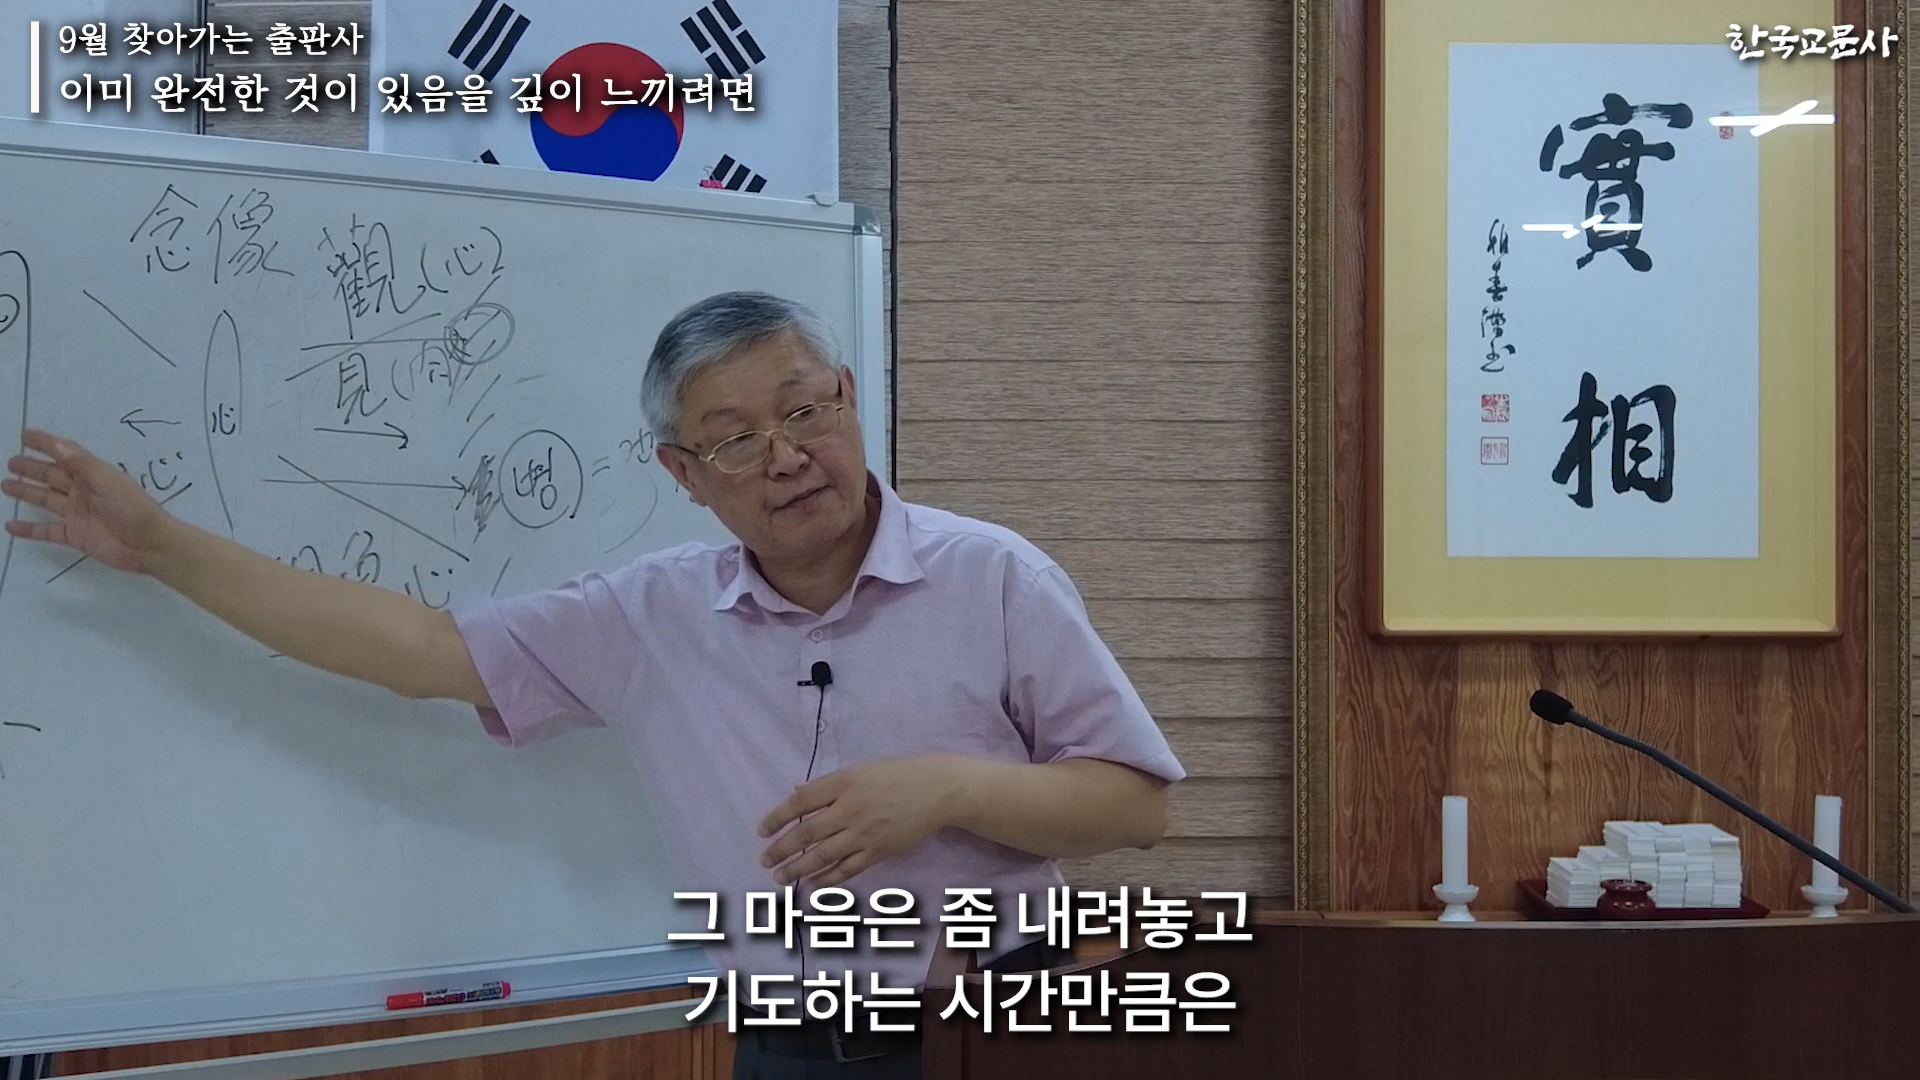 9월 찾아가는 출판사
이미 완전한 것이 있음을 깊이 느끼려면
한국교문사
念像 觀(心)
見(肉
心
心
병 =
心
實
相
그 마음은 좀 내려놓고
기도하는 시간만큼은